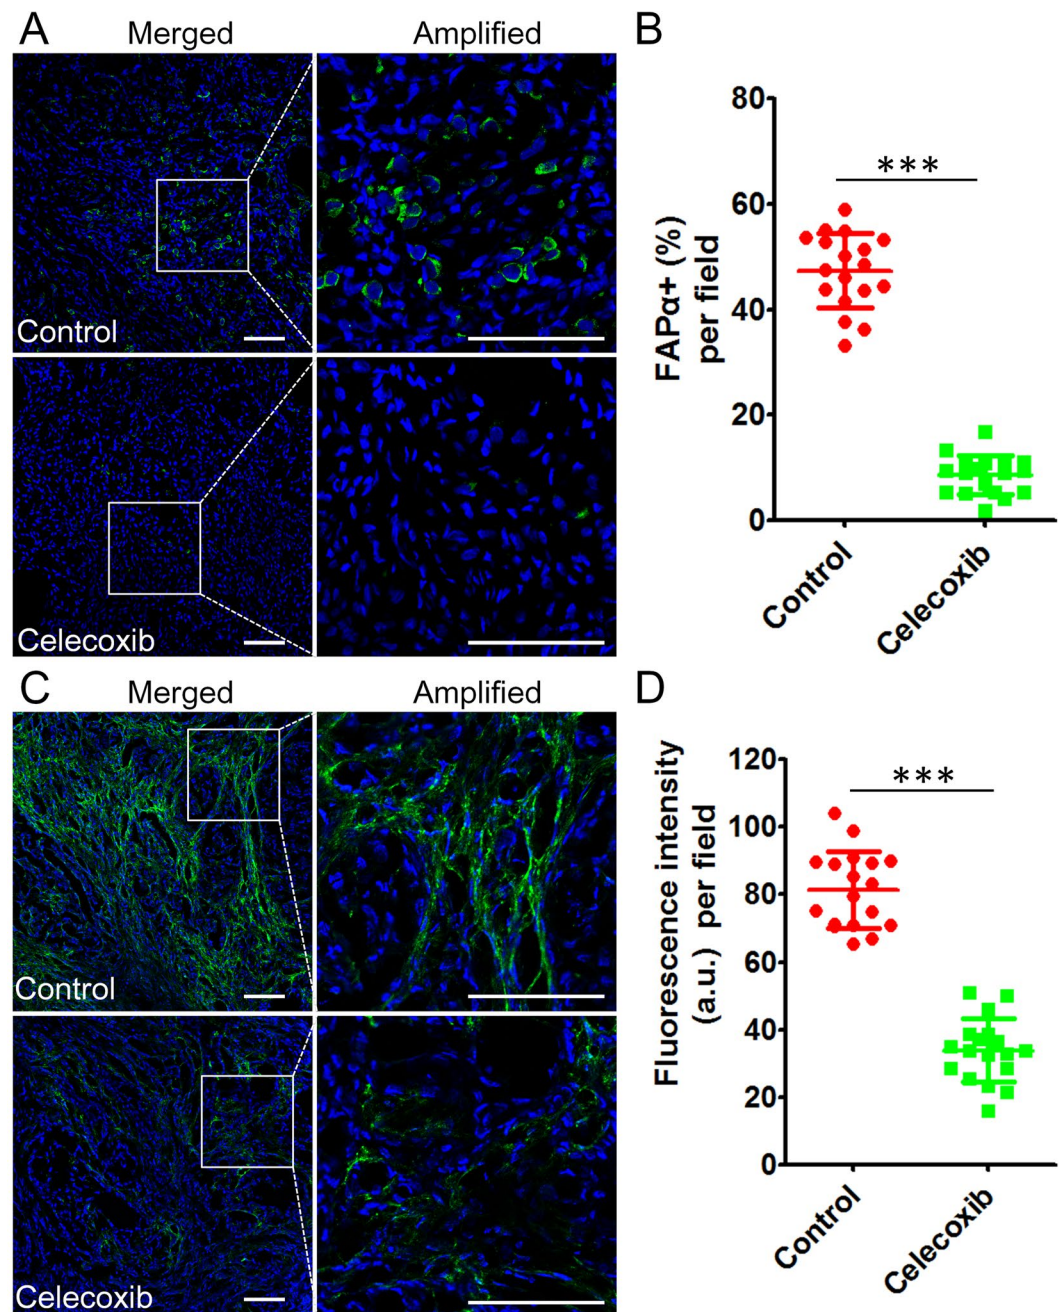 A
Merged
Amplified
Control
Celecoxib
B
FAPα+ (%)
per field
80
60
40
20
0
***
Control
Celecoxib
C
Merged
Amplified
Control
Celecoxib
D
Fluorescence intensity
(a.u.) per field
120
100
80
60
40
20
0
***
Control
Celecoxib